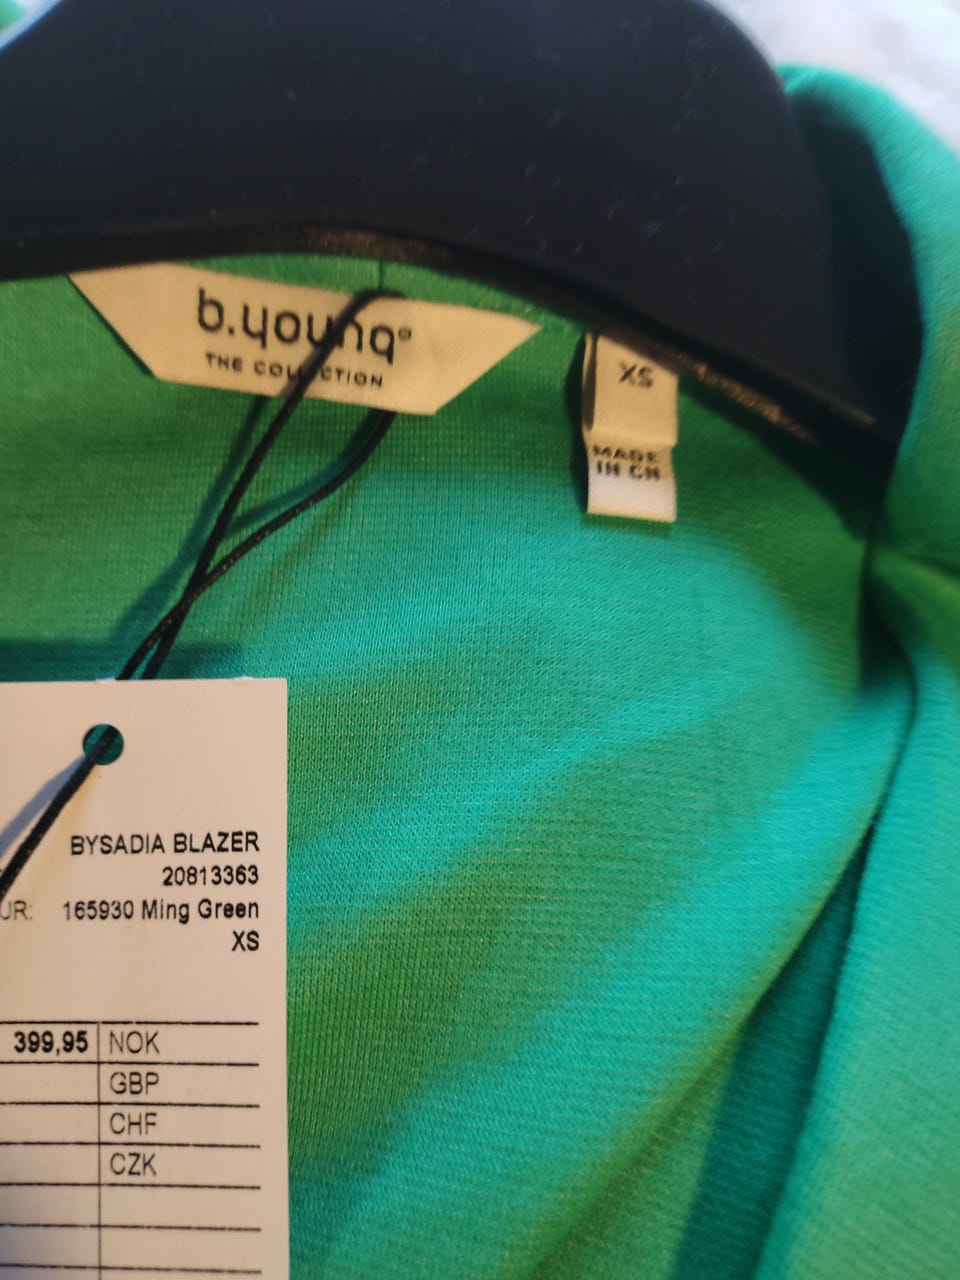 b.young®
THE COLLECTION
XS
MADE
IN CN
BYSADIA BLAZER
20813363
UR: 165930 Ming Green
XS
399,95 NOK
GBP
CHF
CZK